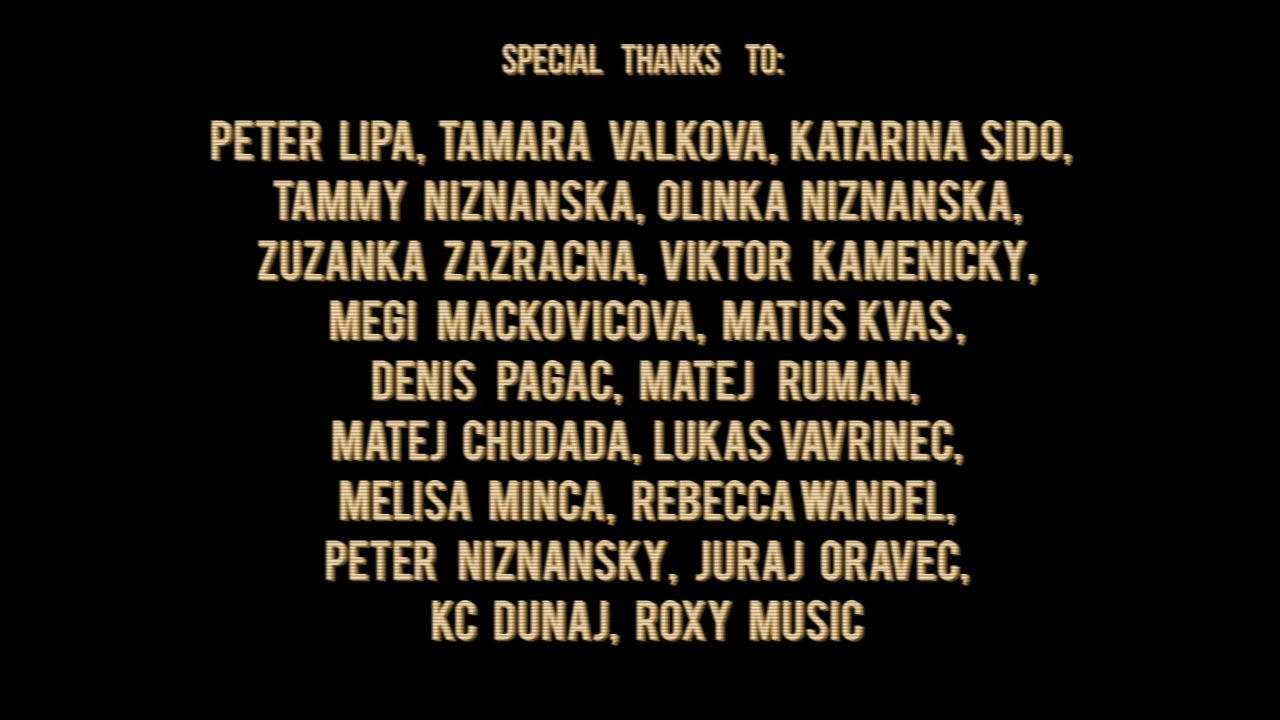 SPECIAL THANKS TO:
PETER LIPA, TAMARA VALKOVA, KATARINA SIDO,
TAMMY NIZNANSKA, OLINKA NIZNANSKA,
ZUZANKA ZAZRACNA, VIKTOR KAMENICKY,
MEGI MACKOVICOVA, MATUS KVAS,
DENIS PAGAC, MATEJ RUMAN,
MATEJ CHUDADA, LUKAS VAVRINEC,
MELISA MINCA, REBECCA WANDEL,
PETER NIZNANSKY, JURAJ ORAVEC,
KC DUNAJ, ROXY MUSIC